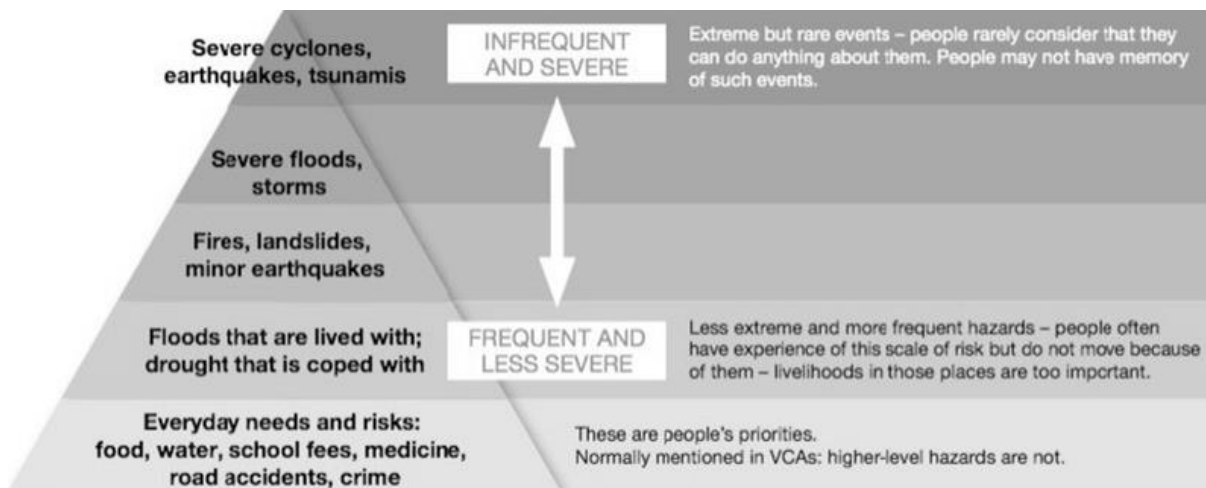 Severe cyclones,
earthquakes, tsunamis
INFREQUENT
AND SEVERE
Extreme but rare events – people rarely consider that they
can do anything about them. People may not have memory
of such events.
Severe floods,
storms
Fires, landslides,
minor earthquakes
Floods that are lived with;
drought that is coped with
FREQUENT AND
LESS SEVERE
Less extreme and more frequent hazards – people often
have experience of this scale of risk but do not move because
of them – livelihoods in those places are too important.
Everyday needs and risks:
food, water, school fees, medicine,
road accidents, crime
These are people's priorities.
Normally mentioned in VCAs: higher-level hazards are not.